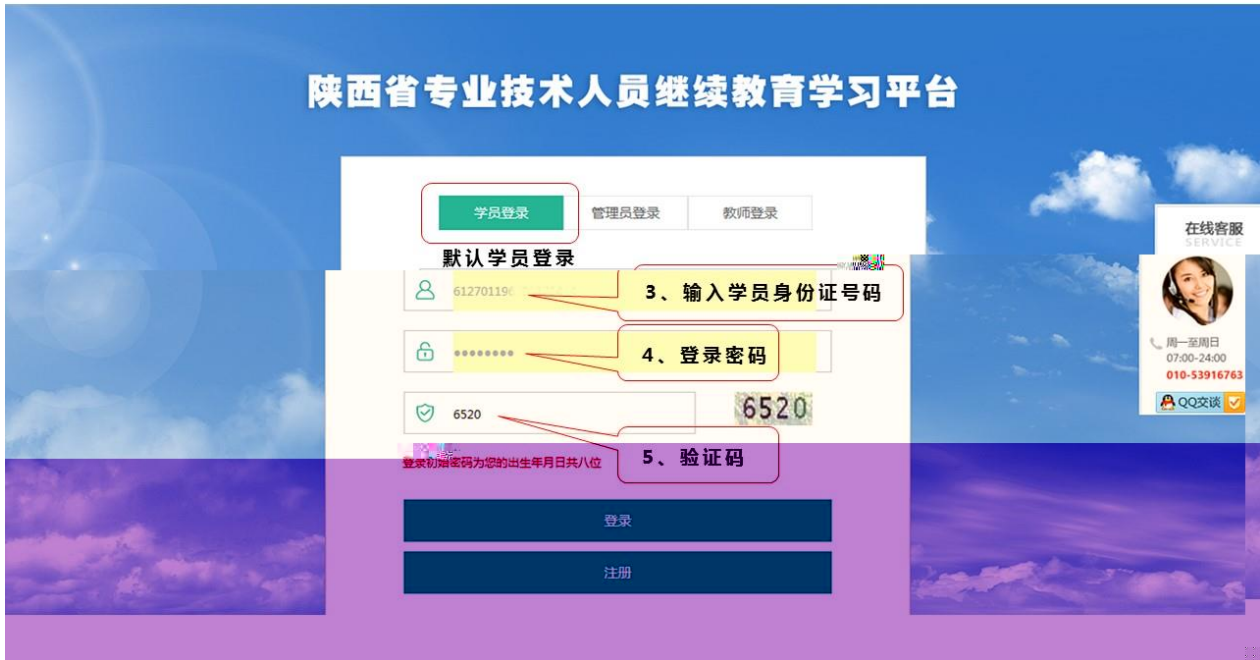 陕西省专业技术人员继续教育学习平台
学员登录 管理员登录 教师登录
默认学员登录
在线客服
SERVICE
61270119
3、输入学员身份证号码
4、登录密码
周一至周日
07:00-24:00
010-53916763
QQ交谈
6520
6520
登录初始密码为您的出生年月日共八位
5、验证码
登录
注册